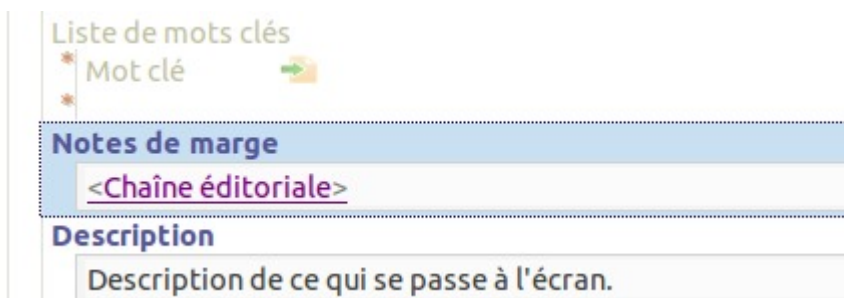 Liste de mots clés
* Mot clé
*
Notes de marge
<Chaîne éditoriale>
Description
Description de ce qui se passe à l'écran.